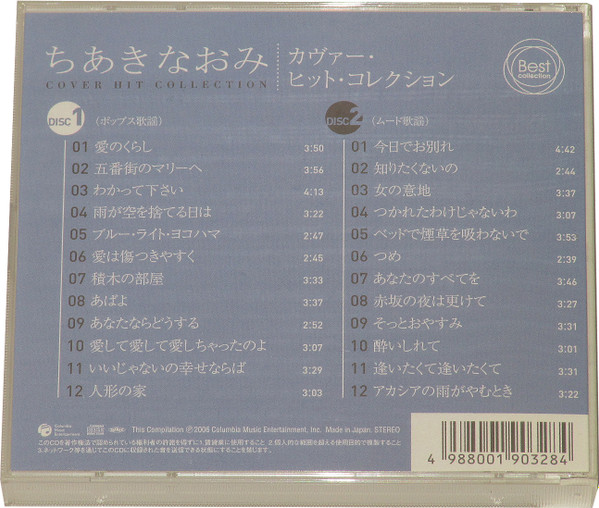 ちあきなおみ
COVER HIT COLLECTION
カヴァー・
ヒット・コレクション
Best
collection
DISC 1 (ポップス歌謡)
01 愛のくらし 3:50
02 五番街のマリーへ 3:56
03 わかって下さい 4:13
04 雨が空を捨てる日は 3:22
05 ブルー・ライト・ヨコハマ 2:47
06 愛は傷つきやすく 2:45
07 積木の部屋 3:33
08 あばよ 3:37
09 あなたならどうする 2:52
10 愛して愛して愛しちゃったのよ 3:07
11 いいじゃないの幸せならば 3:29
12 人形の家 3:03
DISC 2 (ムード歌謡)
01 今日でお別れ 4:42
02 知りたくないの 2:44
03 女の意地 3:37
04 つかれたわけじゃないわ 3:07
05 ベッドで煙草を吸わないで 3:53
06 つめ 2:39
07 あなたのすべてを 3:46
08 赤坂の夜は更けて 3:27
09 そっとおやすみ 3:31
10 酔いしれて 3:01
11 逢いたくて逢いたくて 3:31
12 アカシアの雨がやむとき 3:22
This Compilation Ⓟ2006 Columbia Music Entertainment, Inc. Made in Japan. STEREO
4 988001 903284